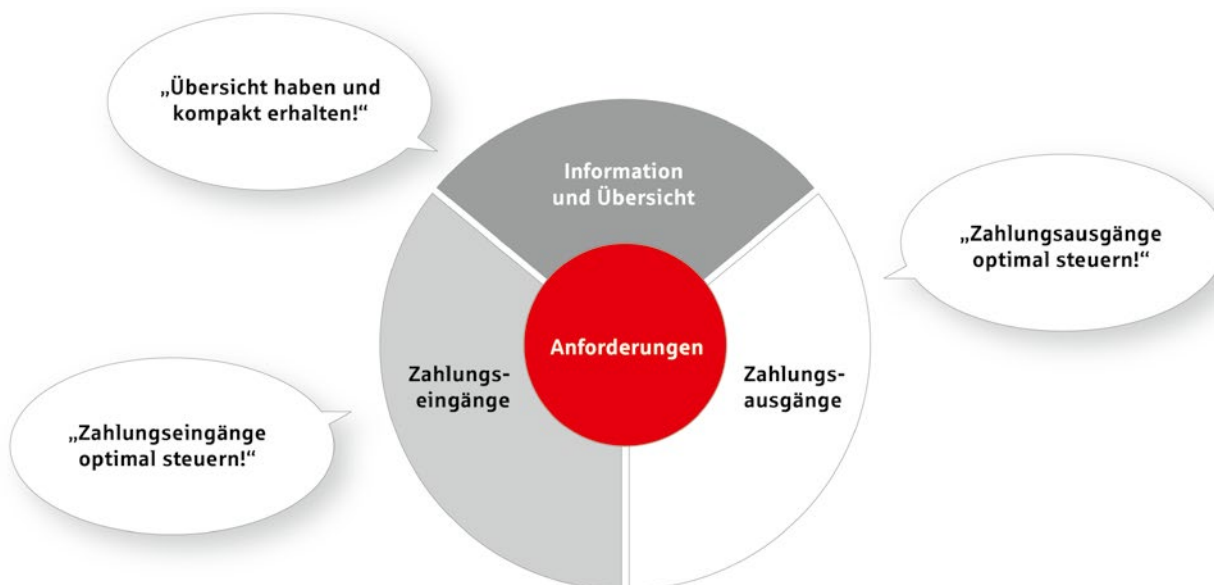 „Übersicht haben und
kompakt erhalten!“
Information
und Übersicht
„Zahlungsausgänge
optimal steuern!“
Anforderungen
Zahlungs-
eingänge
Zahlungs-
ausgänge
„Zahlungseingänge
optimal steuern!“